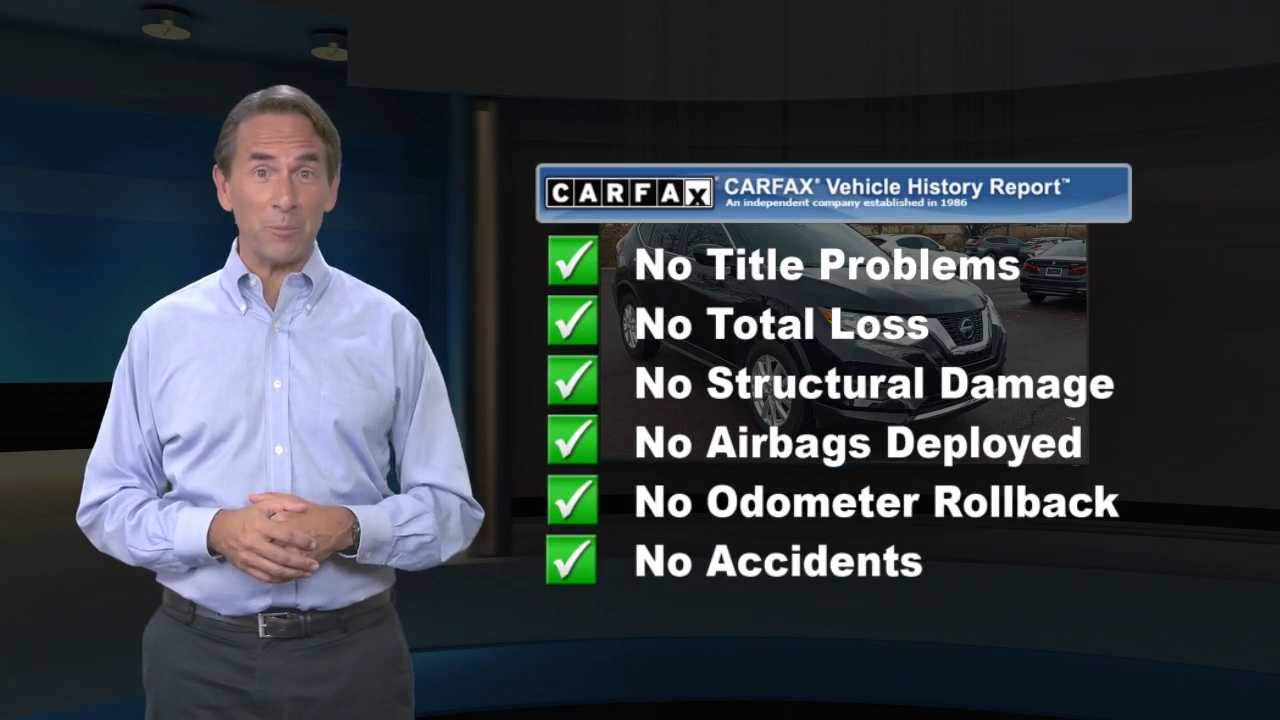 CARFAX® CARFAX® Vehicle History Report™
An independent company established in 1986
No Title Problems
No Total Loss
No Structural Damage
No Airbags Deployed
No Odometer Rollback
No Accidents